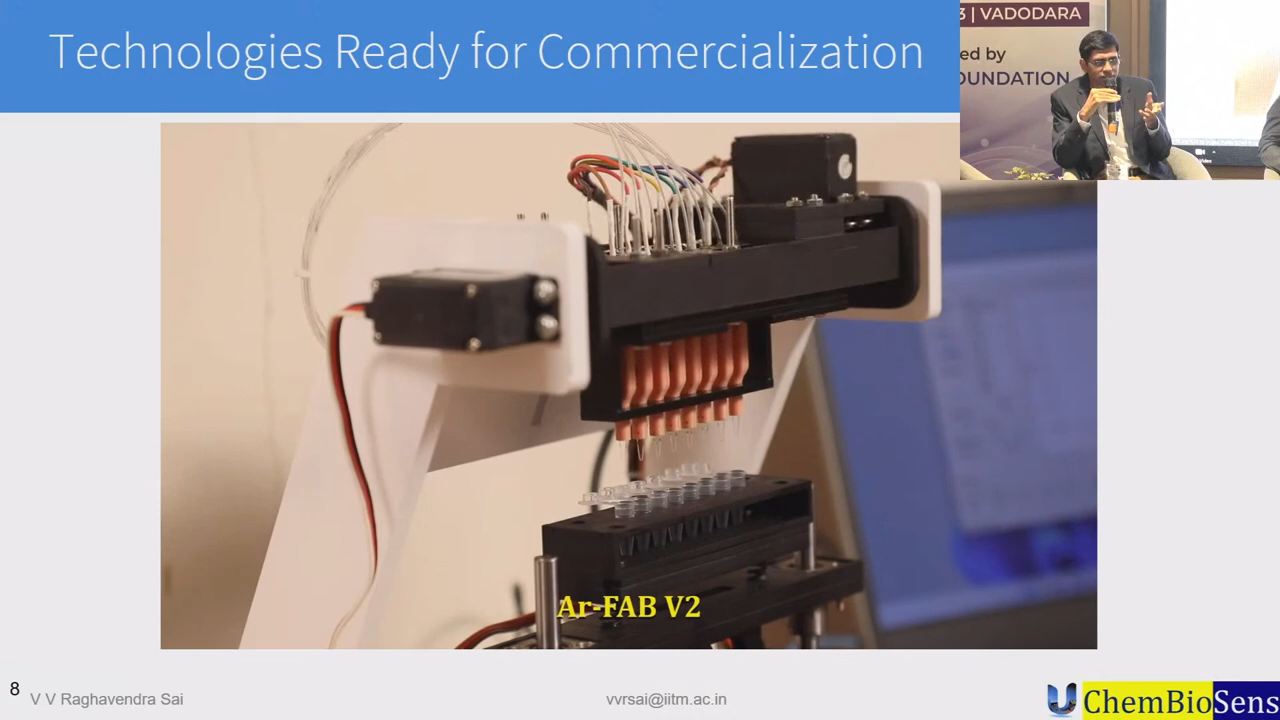 Technologies Ready for Commercialization
3 | VADODARA
ed by
OUNDATION
Ar-FAB V2
8
V V Raghavendra Sai
vvrsai@iitm.ac.in
ChemBioSens